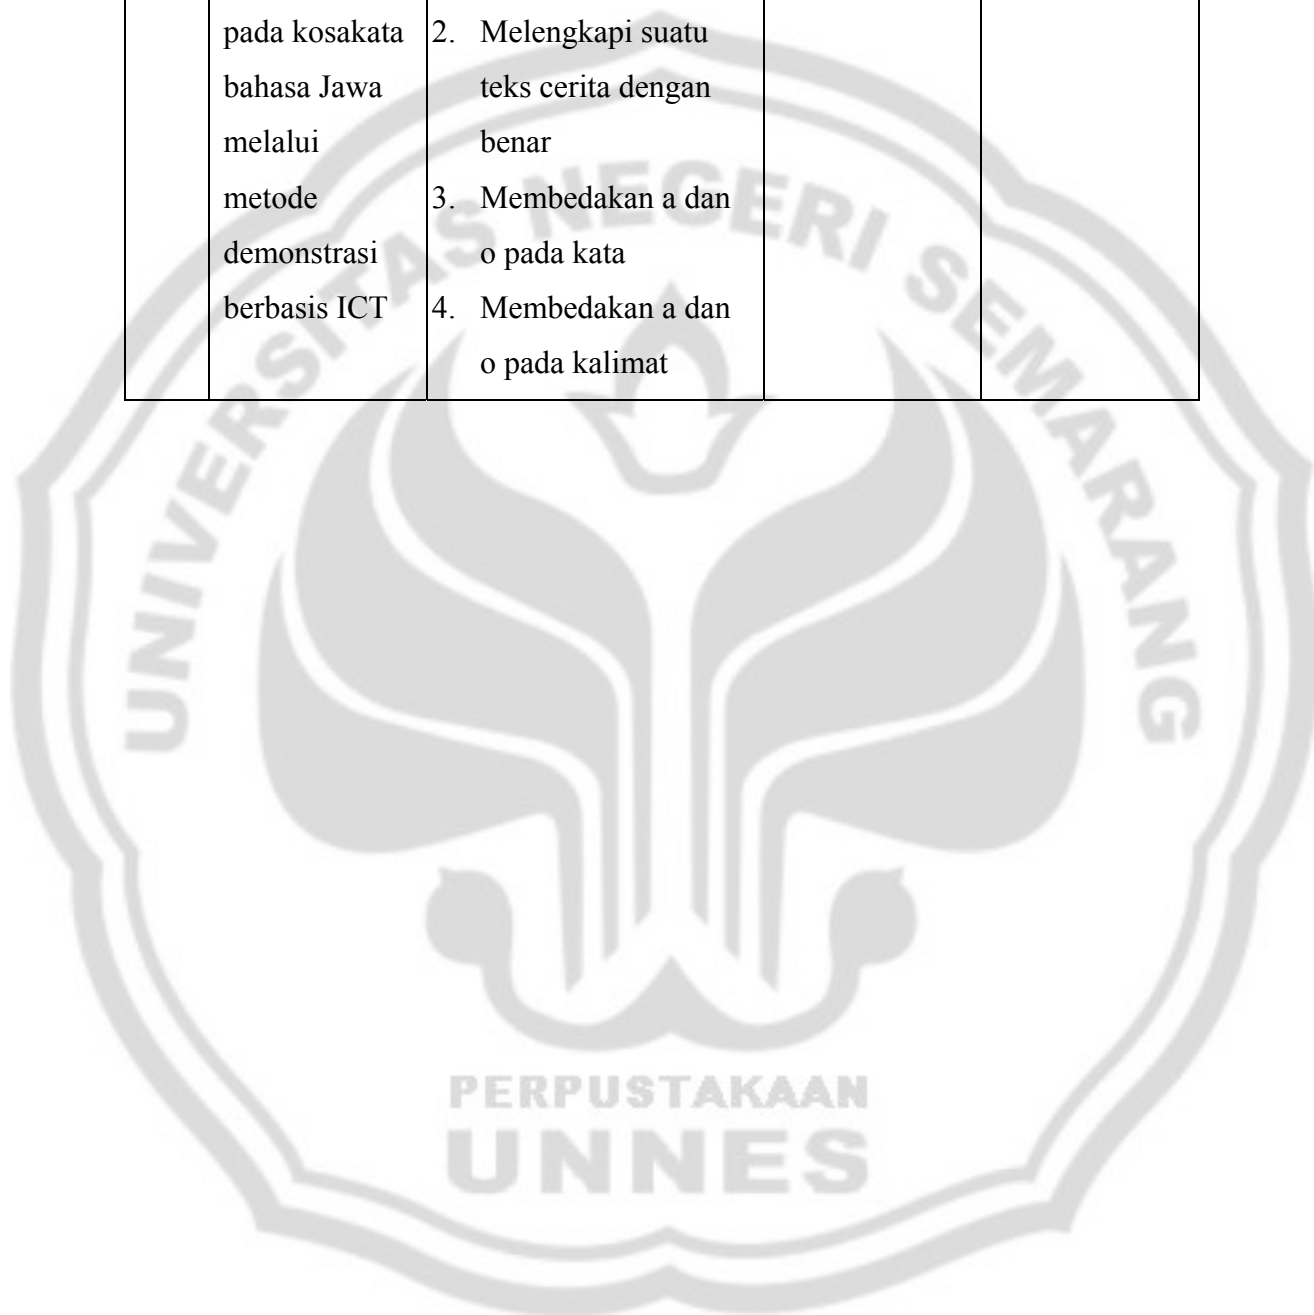 pada kosakata
bahasa Jawa
melalui
metode
demonstrasi
berbasis ICT
2. Melengkapi suatu
teks cerita dengan
benar
3. Membedakan a dan
o pada kata
4. Membedakan a dan
o pada kalimat
UNIVERSITAS NEGERI SEMARANG
PERPUSTAKAAN
UNNES